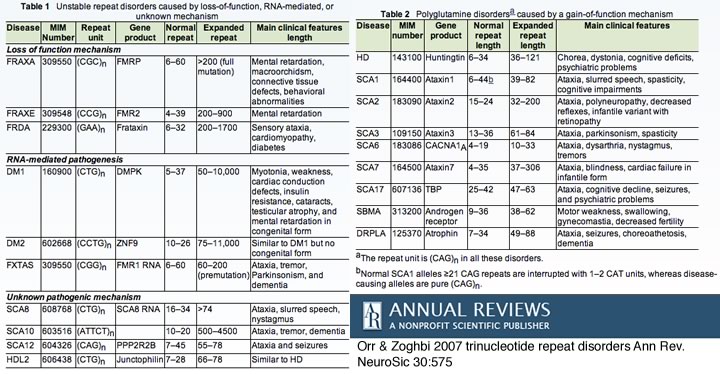 Table 1 Unstable repeat disorders caused by loss-of-function, RNA-mediated, or
unknown mechanism
Disease MIM Number Repeat unit Gene product Normal repeat Expanded repeat Main clinical features length
Loss of function mechanism
FRAXA 309550 (CGC)n FMRP 6–60 >200 (full mutation) Mental retardation, macroorchidsm, connective tissue defects, behavioral abnormalities
FRAXE 309548 (CCG)n FMR2 4–39 200–900 Mental retardation
FRDA 229300 (GAA)n Frataxin 6–32 200–1700 Sensory ataxia, cardiomyopathy, diabetes
RNA-mediated pathogenesis
DM1 160900 (CTG)n DMPK 5–37 50–10,000 Myotonia, weakness, cardiac conduction defects, insulin resistance, cataracts, testicular atrophy, and mental retardation in congenital form
DM2 602668 (CCTG)n ZNF9 10–26 75–11,000 Similar to DM1 but no congenital form
FXTAS 309550 (CGG)n FMR1 RNA 6–60 60–200 (premutation) Ataxia, tremor, Parkinsonism, and dementia
Unknown pathogenic mechanism
SCA8 608768 (CTG)n SCA8 RNA 16–34 >74 Ataxia, slurred speech, nystagmus
SCA10 603516 (ATTCT)n 10–20 500–4500 Ataxia, tremor, dementia
SCA12 604326 (CAG)n PPP2R2B 7–45 55–78 Ataxia and seizures
HDL2 606438 (CTG)n Junctophilin 7–28 66–78 Similar to HD
Table 2 Polyglutamine disordersa caused by a gain-of-function mechanism
Disease MIM number Gene product Normal repeat length Expanded repeat length Main clinical features
HD 143100 Huntingtin 6–34 36–121 Chorea, dystonia, cognitive deficits, psychiatric problems
SCA1 164400 Ataxin1 6–44b 39–82 Ataxia, slurred speech, spasticity, cognitive impairments
SCA2 183090 Ataxin2 15–24 32–200 Ataxia, polyneuropathy, decreased reflexes, infantile variant with retinopathy
SCA3 109150 Ataxin3 13–36 61–84 Ataxia, parkinsonism, spasticity
SCA6 183086 CACNA1A 4–19 10–33 Ataxia, dysarthria, nystagmus, tremors
SCA7 164500 Ataxin7 4–35 37–306 Ataxia, blindness, cardiac failure in infantile form
SCA17 607136 TBP 25–42 47–63 Ataxia, cognitive decline, seizures, and psychiatric problems
SBMA 313200 Androgen receptor 9–36 38–62 Motor weakness, swallowing, gynecomastia, decreased fertility
DRPLA 125370 Atrophin 7–34 49–88 Ataxia, seizures, choreoathetosis, dementia
aThe repeat unit is (CAG)n in all these disorders.
bNormal SCA1 alleles ≥21 CAG repeats are interrupted with 1–2 CAT units, whereas disease-
causing alleles are pure (CAG)n.
ANNUAL REVIEWS
A NONPROFIT SCIENTIFIC PUBLISHER
Orr & Zoghbi 2007 trinucleotide repeat disorders Ann Rev.
NeuroSic 30:575